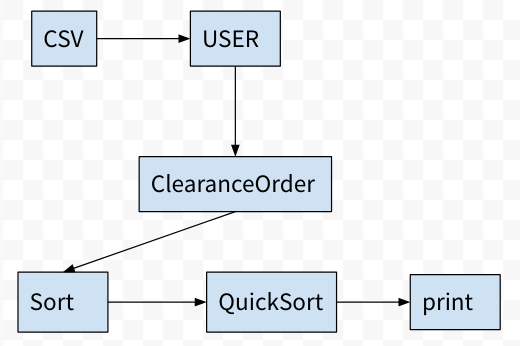 CSV
USER
ClearanceOrder
Sort
QuickSort
print